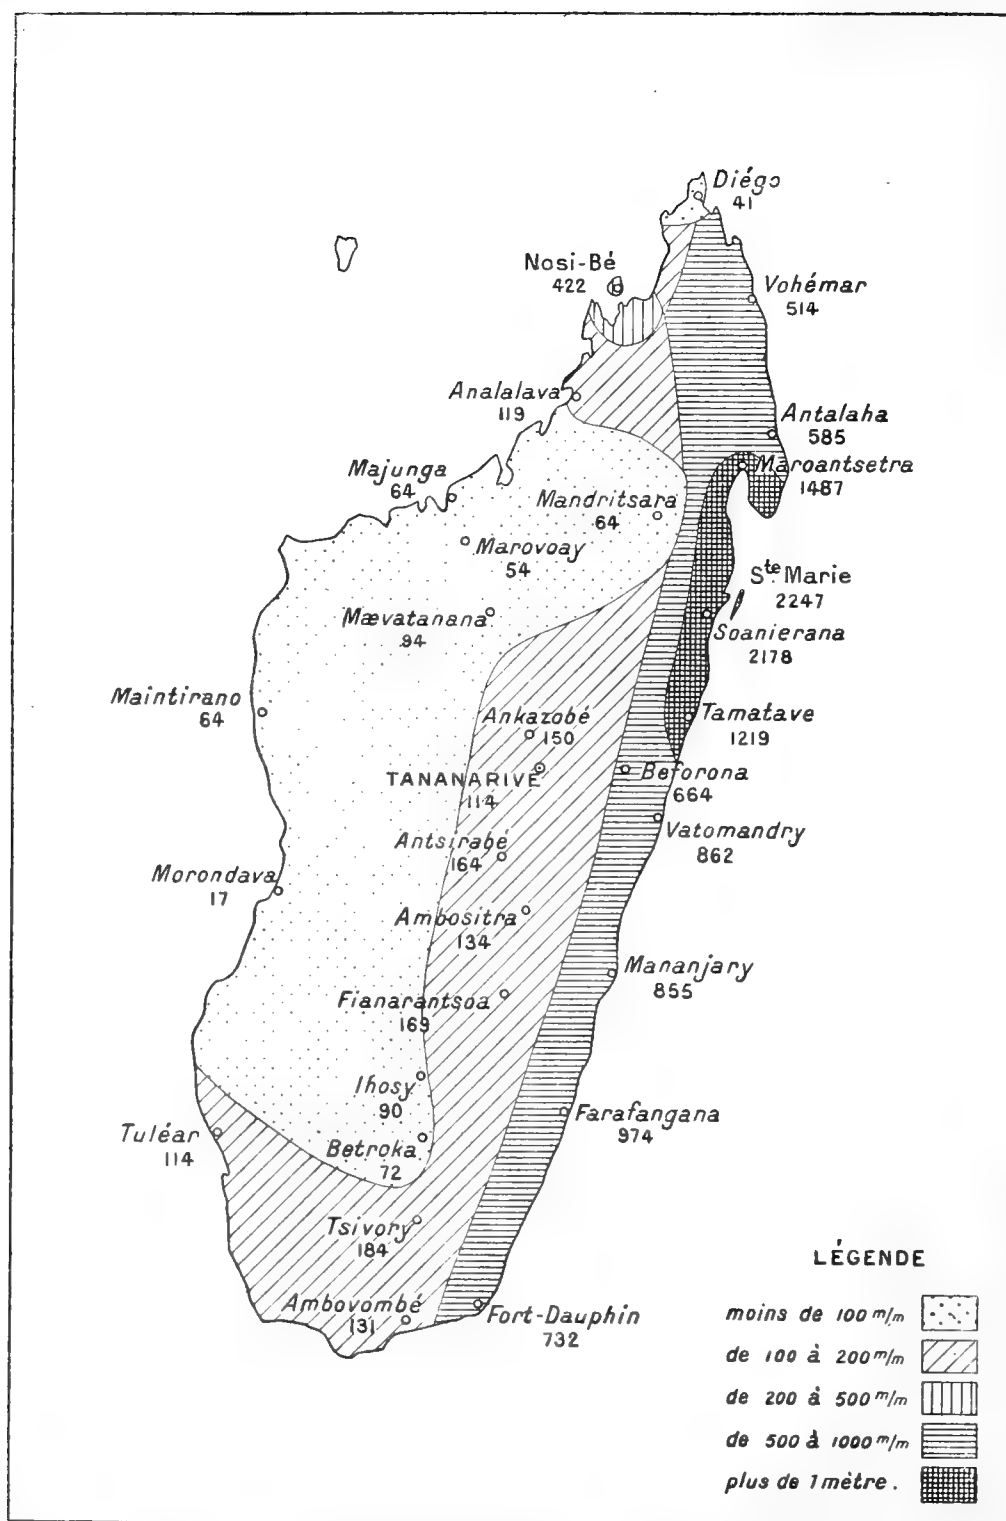 Diégo
41
Nosi-Bé
422
Vohémar
514
Analalava
119
Antalaha
585
Maroantsetra
1487
Majunga
64
Mandritsara
64
Marovoay
54
Ste Marie
2247
Mævatanana
94
Soanierana
2178
Maintirano
64
Ankazobé
150
Tamatave
1219
TANANARIVE
114
Beforona
664
Vatomandry
862
Antsirabé
164
Morondava
17
Ambositra
134
Mananjary
855
Fianarantsoa
169
Ihosy
90
Farafangana
974
Tuléar
114
Betroka
72
Tsivory
184
Ambovombé
131
Fort-Dauphin
732
LÉGENDE
moins de 100 m/m
de 100 à 200 m/m
de 200 à 500 m/m
de 500 à 1000 m/m
plus de 1 mètre.